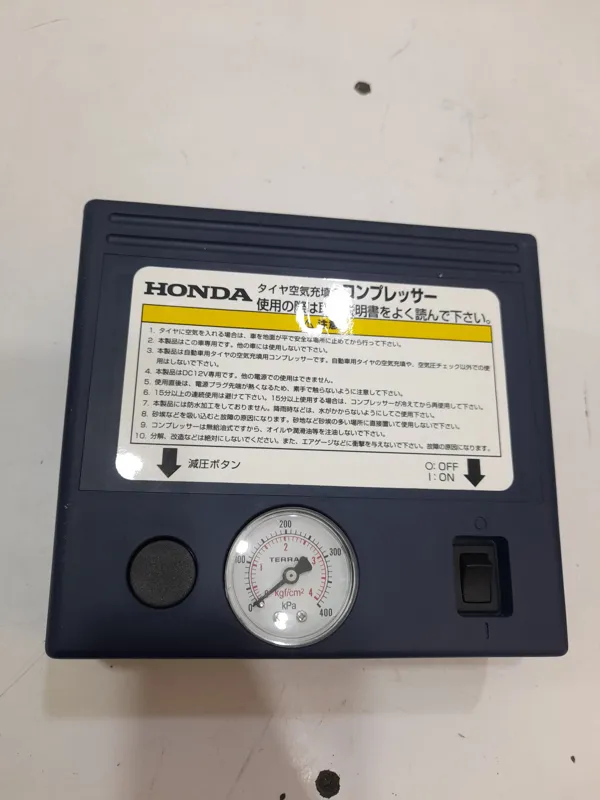 HONDA タイヤ空気充填 コンプレッサー
使用の際は取 説明書をよく読んで下さい。
注意
1. タイヤに空気を入れる場合は、車を地面が平で安全な場所に止めてから行って下さい。
2. 本製品はこの車専用です。他の車には使用しないで下さい。
3. 本製品は自動車用タイヤの空気充填用コンプレッサーです。自動車用タイヤの空気充填や、空気圧チェック以外での使
用はしないで下さい。
4. 本製品はDC12V専用です。他の電源での使用はできません。
5. 使用直後は、電源プラグ先端が熱くなるため、素手で触らないように注意して下さい。
6. 15分以上の連続使用は避けて下さい。15分以上使用する場合は、コンプレッサーが冷えてから再使用して下さい。
7. 本製品には防水加工をしておりません。降雨時などは、水がかからないようにしてご使用下さい。
8. 砂埃などを吸い込むと故障の原因になります。砂地など砂埃の多い場所に直接置いて使用しないで下さい。
9. コンプレッサーは無給油式ですから、オイルや潤滑油等を注油しないで下さい。
10. 分解、改造などは絶対にしないでください。また、エアゲージなどに衝撃を与えないで下さい。故障の原因になります。
減圧ボタン
O: OFF
I: ON
0 100 200 300 400
0 1 2 3 4
TERRA
kgf/cm²
kPa
O
I